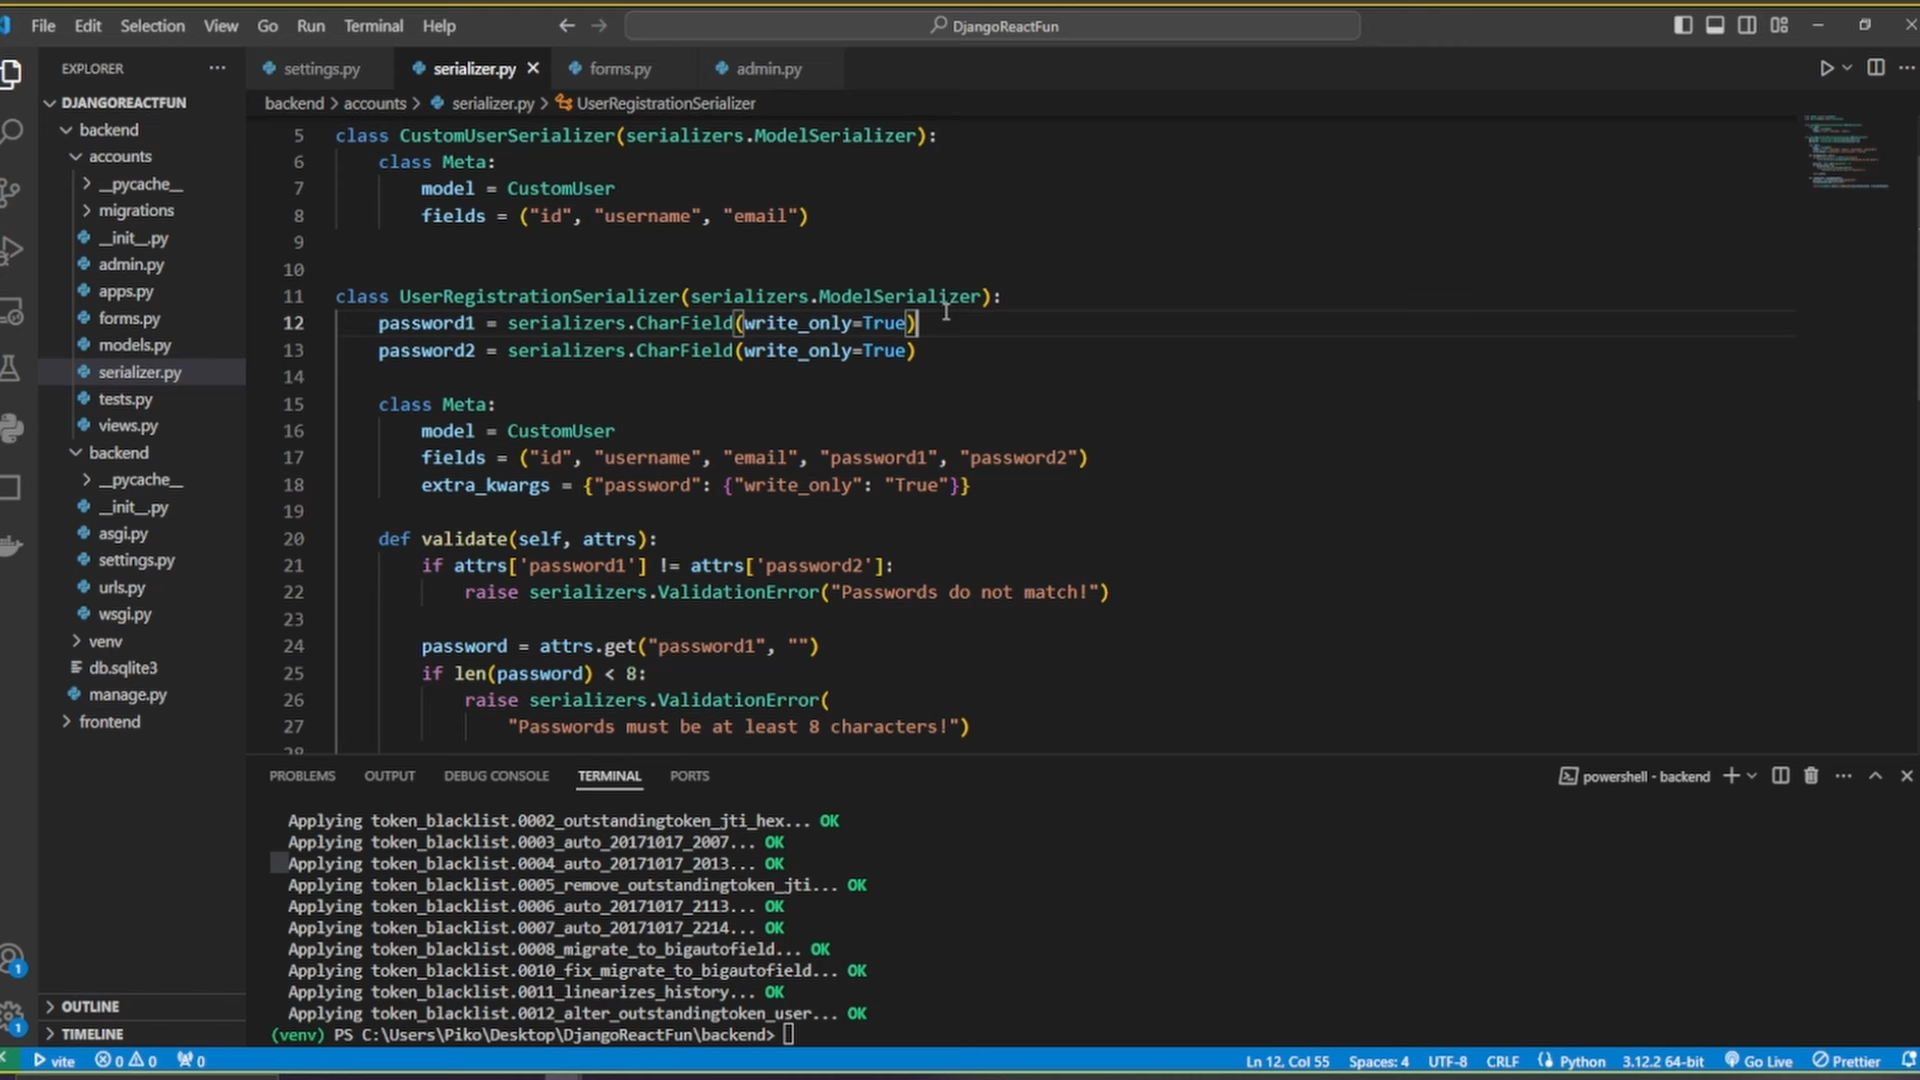 File Edit Selection View Go Run Terminal Help
DjangoReactFun
EXPLORER
DJANGOREACTFUN
backend
accounts
__pycache__
migrations
__init__.py
admin.py
apps.py
forms.py
models.py
serializer.py
tests.py
views.py
backend
__pycache__
__init__.py
asgi.py
settings.py
urls.py
wsgi.py
venv
db.sqlite3
manage.py
frontend
OUTLINE
TIMELINE
settings.py serializer.py forms.py admin.py
backend > accounts > serializer.py > UserRegistrationSerializer
5 class CustomUserSerializer(serializers.ModelSerializer):
6 class Meta:
7 model = CustomUser
8 fields = ("id", "username", "email")
9
10
11 class UserRegistrationSerializer(serializers.ModelSerializer):
12 password1 = serializers.CharField(write_only=True)
13 password2 = serializers.CharField(write_only=True)
14
15 class Meta:
16 model = CustomUser
17 fields = ("id", "username", "email", "password1", "password2")
18 extra_kwargs = {"password": {"write_only": "True"}}
19
20 def validate(self, attrs):
21 if attrs['password1'] != attrs['password2']:
22 raise serializers.ValidationError("Passwords do not match!")
23
24 password = attrs.get("password1", "")
25 if len(password) < 8:
26 raise serializers.ValidationError(
27 "Passwords must be at least 8 characters!")
28
PROBLEMS OUTPUT DEBUG CONSOLE TERMINAL PORTS
powershell - backend
Applying token_blacklist.0002_outstandingtoken_jti_hex... OK
Applying token_blacklist.0003_auto_20171017_2007... OK
Applying token_blacklist.0004_auto_20171017_2013... OK
Applying token_blacklist.0005_remove_outstandingtoken_jti... OK
Applying token_blacklist.0006_auto_20171017_2113... OK
Applying token_blacklist.0007_auto_20171017_2214... OK
Applying token_blacklist.0008_migrate_to_bigautofield... OK
Applying token_blacklist.0010_fix_migrate_to_bigautofield... OK
Applying token_blacklist.0011_linearizes_history... OK
Applying token_blacklist.0012_alter_outstandingtoken_user... OK
(venv) PS C:\Users\Piko\Desktop\DjangoReactFun\backend>
1
1
vite 0 0 0
Ln 12, Col 55 Spaces: 4 UTF-8 CRLF Python 3.12.2 64-bit Go Live Prettier